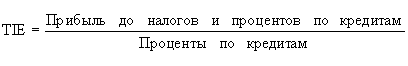 TIE = Прибыль до налогов и процентов по кредитам
Проценты по кредитам